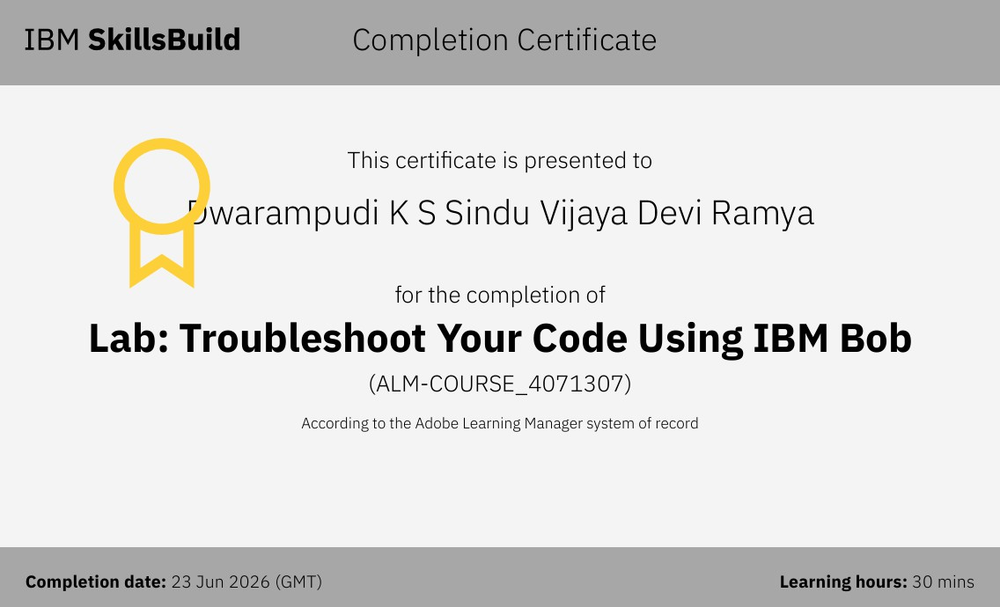 IBM SkillsBuild
Completion Certificate
This certificate is presented to
Dwarampudi K S Sindu Vijaya Devi Ramya
for the completion of
Lab: Troubleshoot Your Code Using IBM Bob
(ALM-COURSE_4071307)
According to the Adobe Learning Manager system of record
Completion date: 23 Jun 2026 (GMT)
Learning hours: 30 mins